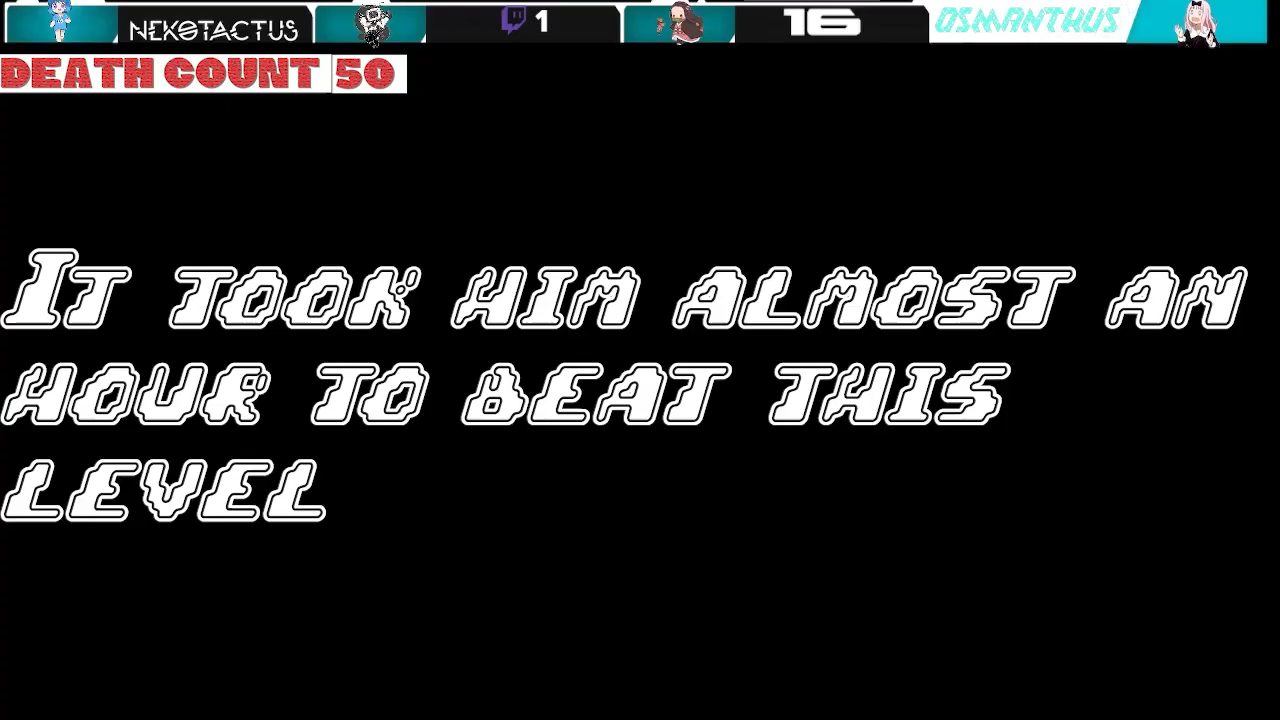 NEKOTACTUS 1 16 OSMANTHUS
DEATH COUNT 50
IT TOOK HIM ALMOST AN
HOUR TO BEAT THIS
LEVEL